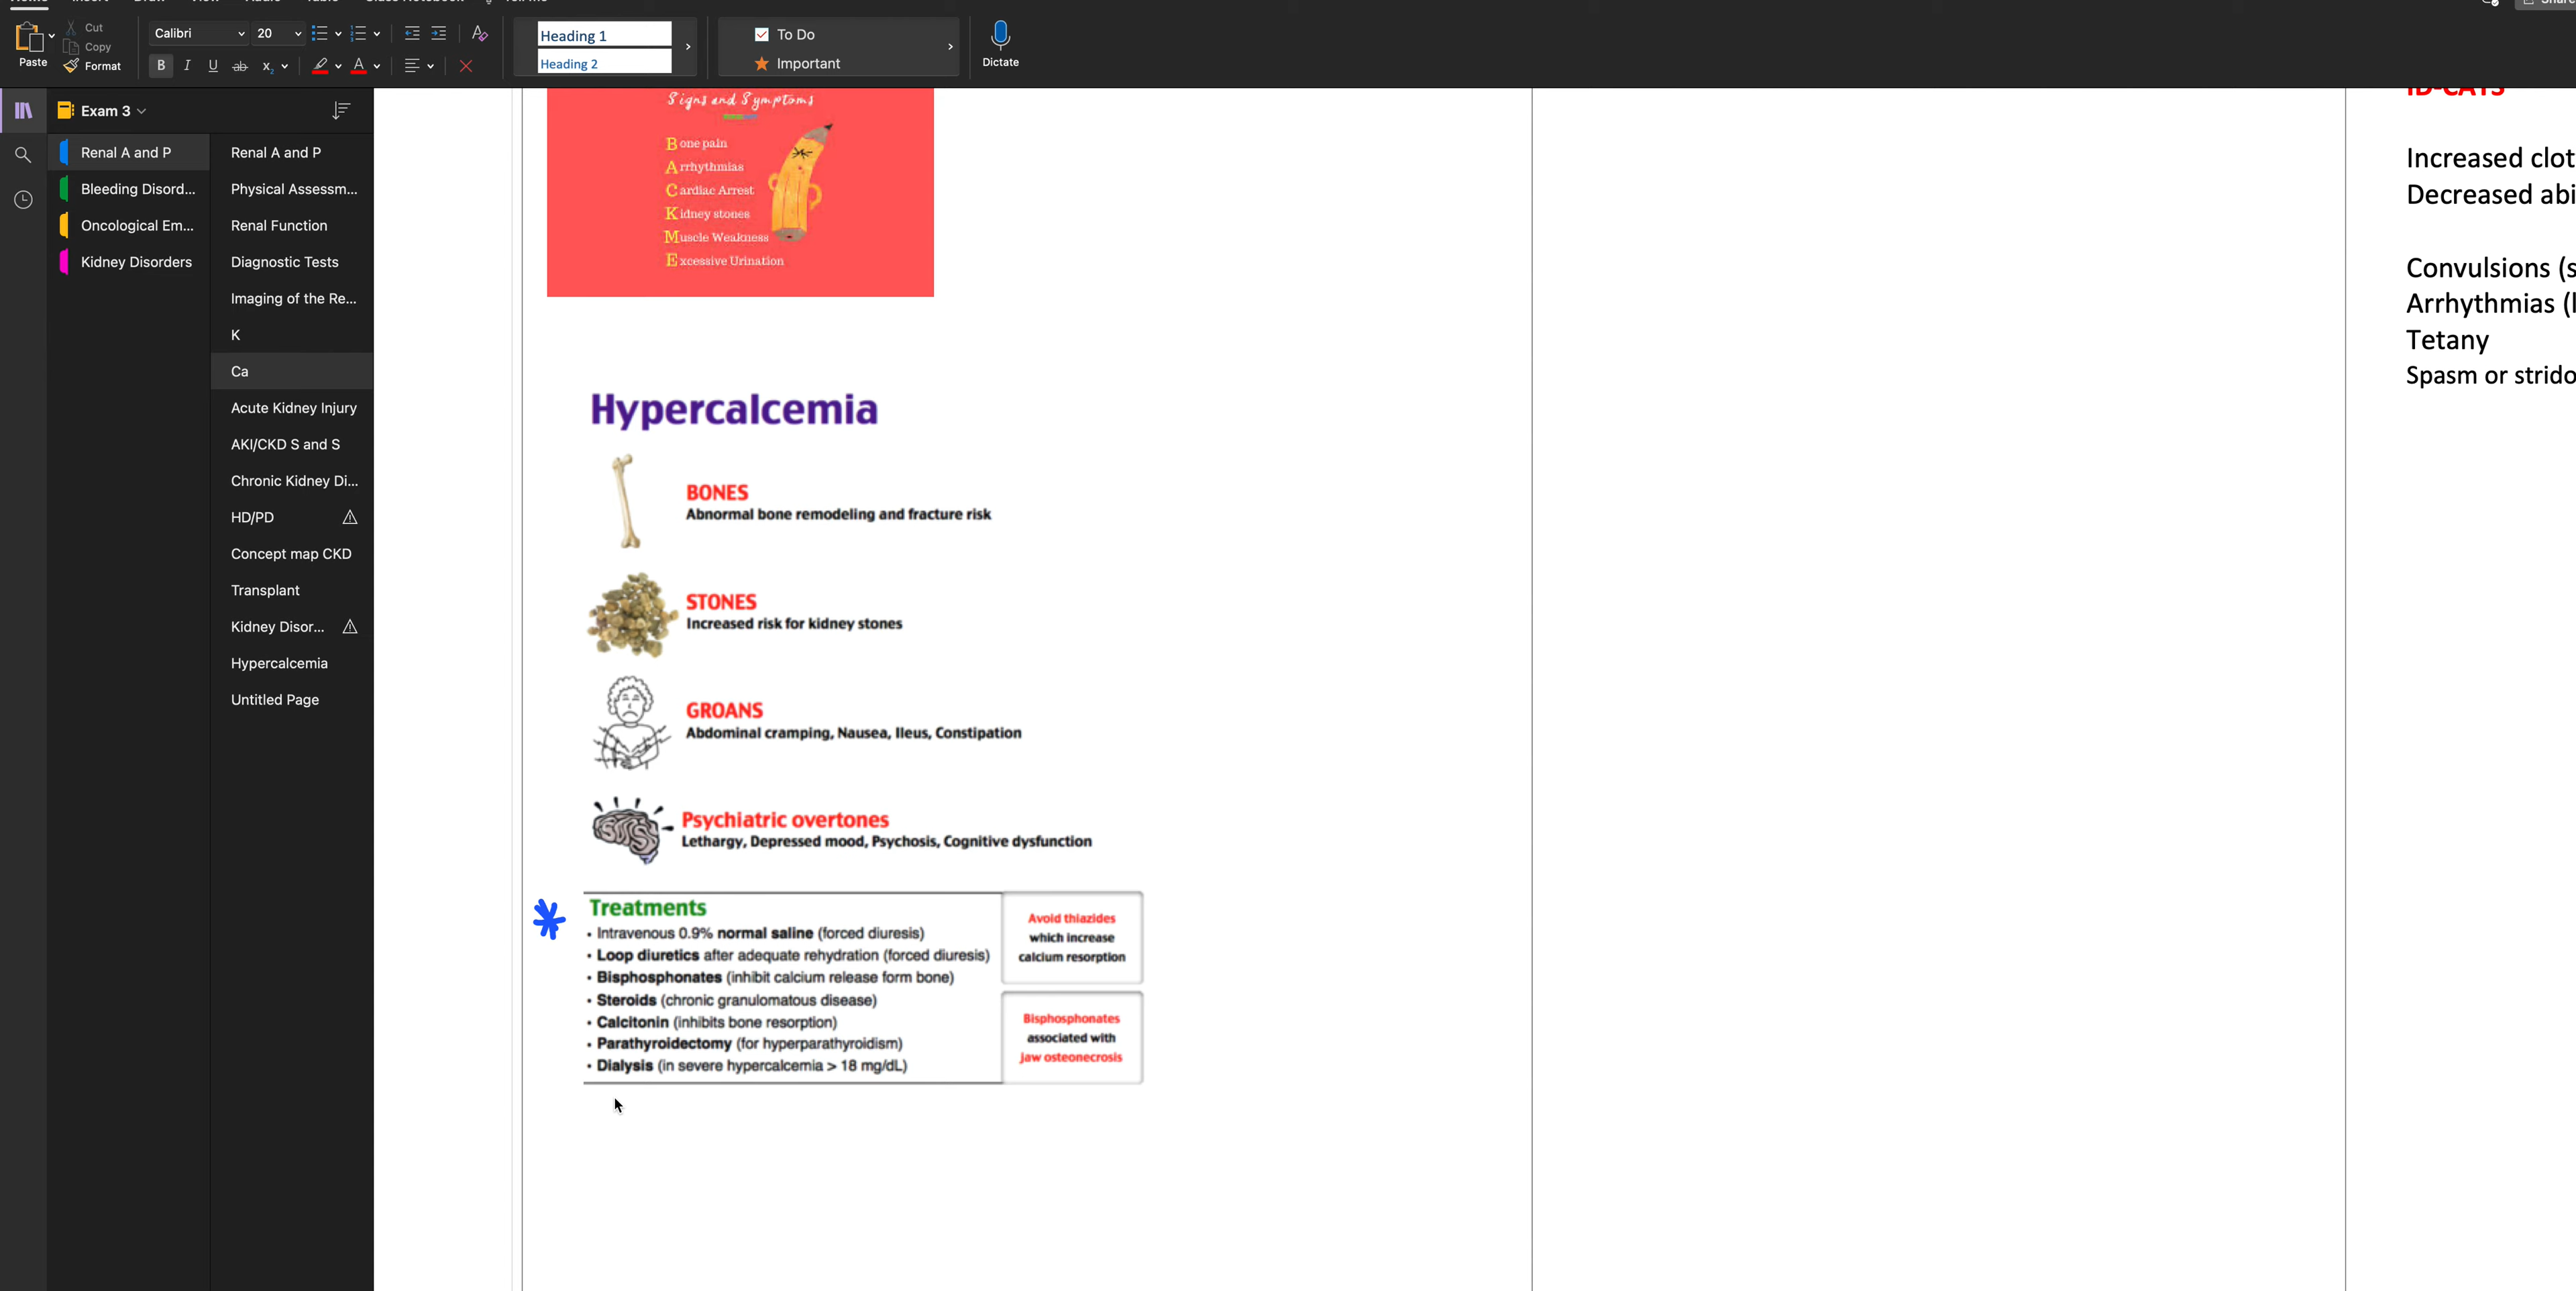 Cut
Copy
Paste
Format
Calibri
20
Heading 1
Heading 2
To Do
Important
Dictate
Exam 3
Renal A and P
Bleeding Disord...
Oncological Em...
Kidney Disorders
Renal A and P
Physical Assessm...
Renal Function
Diagnostic Tests
Imaging of the Re...
K
Ca
Acute Kidney Injury
AKI/CKD S and S
Chronic Kidney Di...
HD/PD
Concept map CKD
Transplant
Kidney Disor...
Hypercalcemia
Untitled Page
Signs and Symptoms
Bone pain
Arrhythmias
Cardiac Arrest
Kidney stones
Muscle Weakness
Excessive Urination
Hypercalcemia
BONES
Abnormal bone remodeling and fracture risk
STONES
Increased risk for kidney stones
GROANS
Abdominal cramping, Nausea, Ileus, Constipation
Psychiatric overtones
Lethargy, Depressed mood, Psychosis, Cognitive dysfunction
Treatments
• Intravenous 0.9% normal saline (forced diuresis)
• Loop diuretics after adequate rehydration (forced diuresis)
• Bisphosphonates (inhibit calcium release form bone)
• Steroids (chronic granulomatous disease)
• Calcitonin (inhibits bone resorption)
• Parathyroidectomy (for hyperparathyroidism)
• Dialysis (in severe hypercalcemia > 18 mg/dL)
Avoid thiazides
which increase
calcium resorption
Bisphosphonates
associated with
jaw osteonecrosis
ID-CATS
Increased clot
Decreased abi
Convulsions (s
Arrhythmias (
Tetany
Spasm or strido